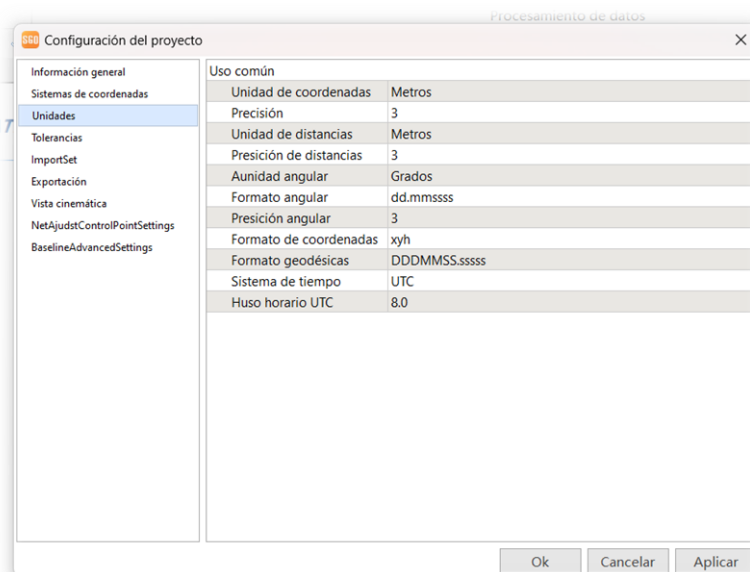 Procesamiento de datos
SGO Configuración del proyecto
Información general
Sistemas de coordenadas
Unidades
Tolerancias
ImportSet
Exportación
Vista cinemática
NetAjudstControlPointSettings
BaselineAdvancedSettings
Uso común
Unidad de coordenadas Metros
Precisión 3
Unidad de distancias Metros
Presición de distancias 3
Aunidad angular Grados
Formato angular dd.mmssss
Presición angular 3
Formato de coordenadas xyh
Formato geodésicas DDDMMSS.sssss
Sistema de tiempo UTC
Huso horario UTC 8.0
Ok Cancelar Aplicar